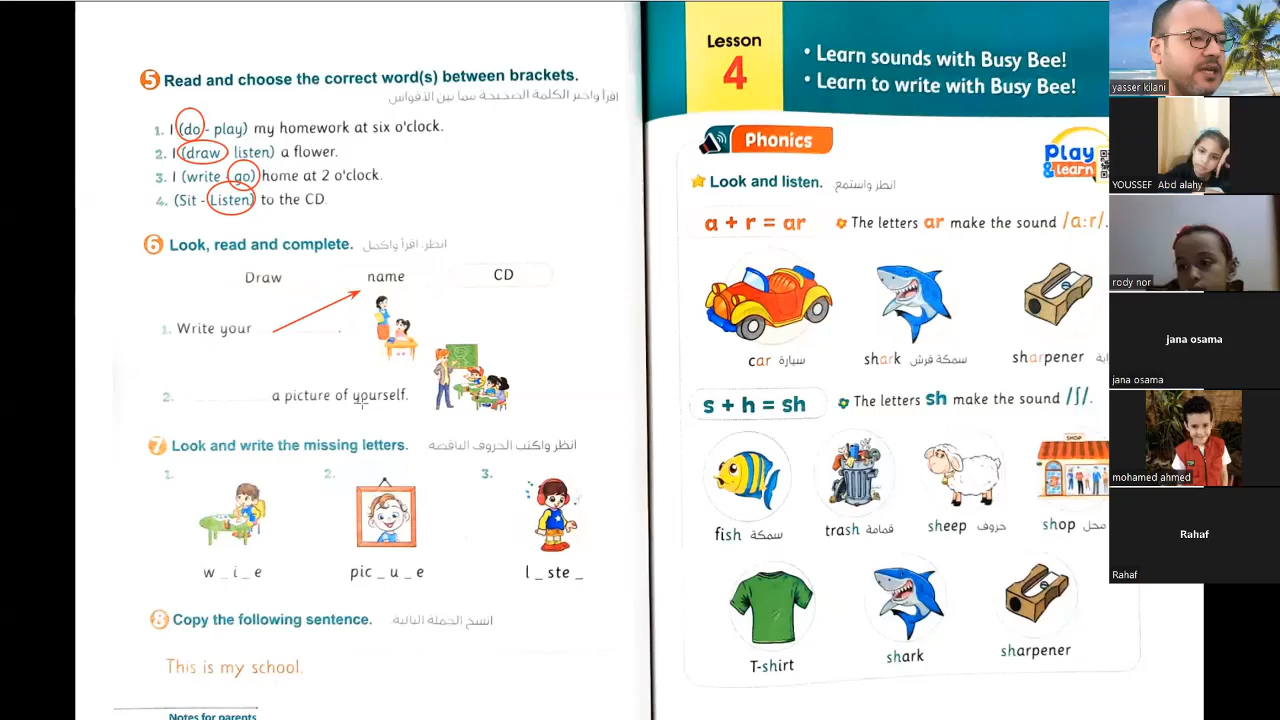 5 Read and choose the correct word(s) between brackets.
اقرأ واختر الكلمة الصحيحة مما بين الأقواس
1. I (do - play) my homework at six o'clock.
2. I (draw listen) a flower.
3. I (write go) home at 2 o'clock.
4. (Sit - Listen) to the CD.
6 Look, read and complete. انظر. اقرأ وأكمل
Draw name CD
1. Write your .
2. a picture of yourself.
7 Look and write the missing letters. انظر واكتب الحروف الناقصة
1. 2. 3.
w _ i _ e pic _ u _ e l _ ste _
8 Copy the following sentence. انسخ الجملة التالية.
This is my school.
Notes for parents
Lesson
4
• Learn sounds with Busy Bee!
• Learn to write with Busy Bee!
Phonics
Play
& learn
Look and listen. انظر واستمع
a + r = ar The letters ar make the sound /a:r/.
car سيارة shark سمكة قرش sharpener
s + h = sh The letters sh make the sound /ʃ/.
SHOP
fish سمكة trash قمامة sheep خروف shop محل
T-shirt shark sharpener
yasser kilani
YOUSSEF Abd alahy
rody nor
jana osama
jana osama
mohamed ahmed
Rahaf
Rahaf